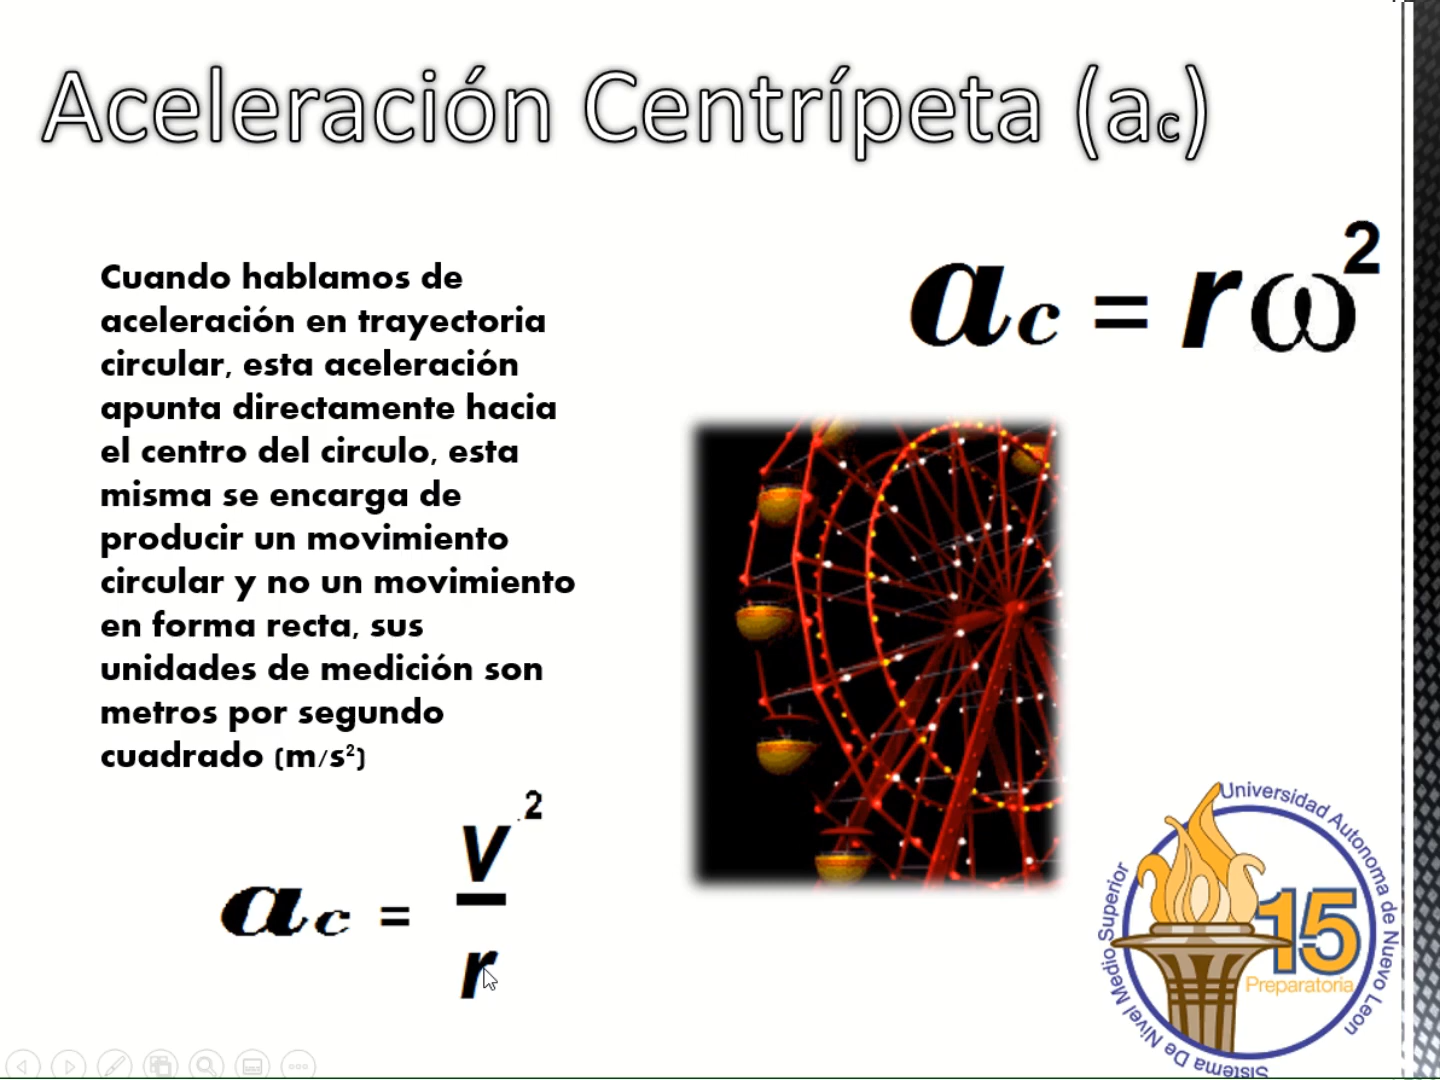 Aceleración Centrípeta (ac)
ac = rω²
Cuando hablamos de
aceleración en trayectoria
circular, esta aceleración
apunta directamente hacia
el centro del circulo, esta
misma se encarga de
producir un movimiento
circular y no un movimiento
en forma recta, sus
unidades de medición son
metros por segundo
cuadrado (m/s²)
ac = v²/r
Universidad Autonoma de Nuevo Leon
Sistema De Nivel Medio Superior
15
Preparatoria